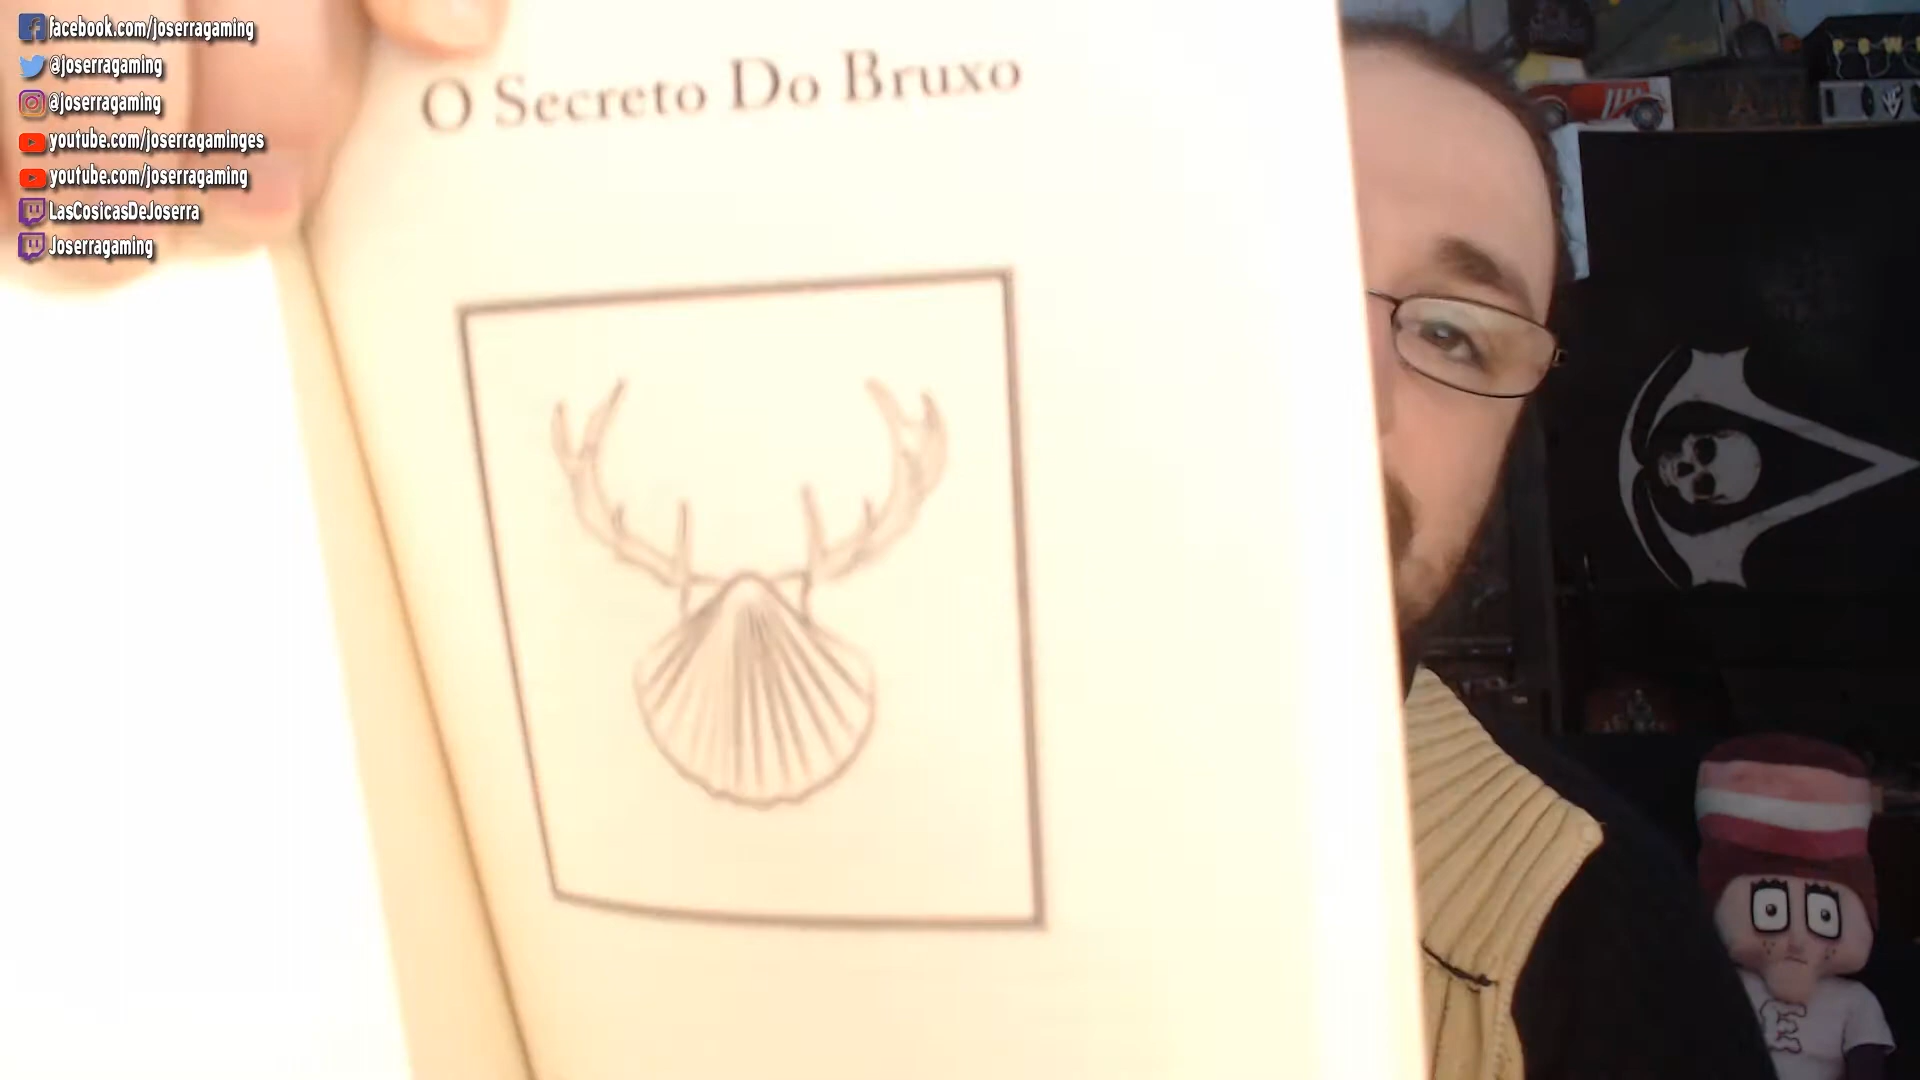 facebook.com/joserragaming
@joserragaming
@joserragaming
youtube.com/joserragaminges
youtube.com/joserragaming
LasCosicasDeJoserra
Joserragaming
O Secreto Do Bruxo